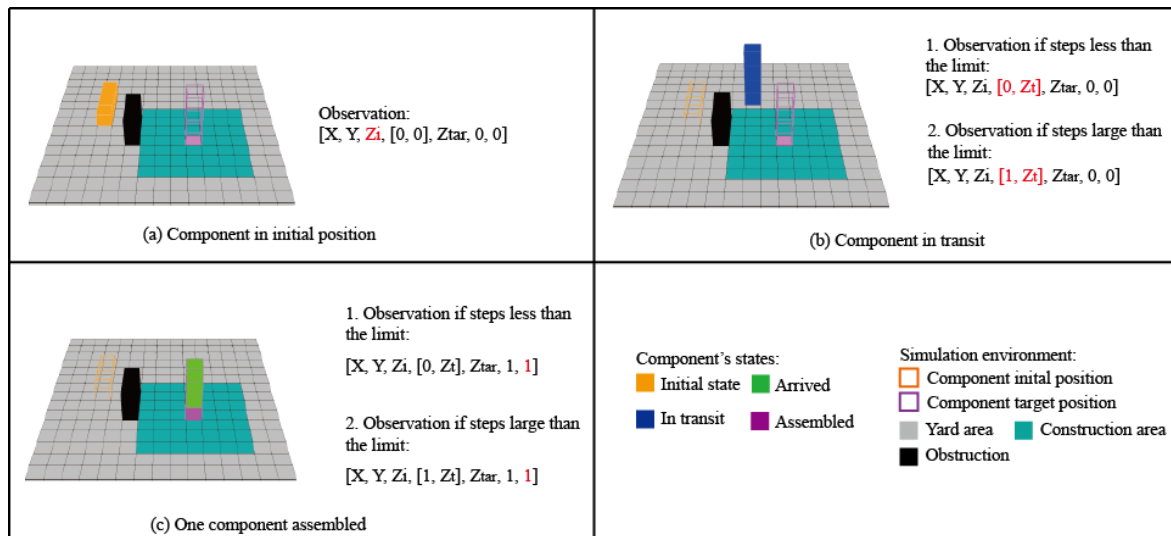 Observation:
[X, Y, Zi, [0, 0], Ztar, 0, 0]
(a) Component in initial position
1. Observation if steps less than
the limit:
[X, Y, Zi, [0, Zt], Ztar, 0, 0]
2. Observation if steps large than
the limit:
[X, Y, Zi, [1, Zt], Ztar, 0, 0]
(b) Component in transit
1. Observation if steps less than
the limit:
[X, Y, Zi, [0, Zt], Ztar, 1, 1]
2. Observation if steps large than
the limit:
[X, Y, Zi, [1, Zt], Ztar, 1, 1]
(c) One component assembled
Component's states:
Initial state
Arrived
In transit
Assembled
Simulation environment:
Component inital position
Component target position
Yard area
Construction area
Obstruction